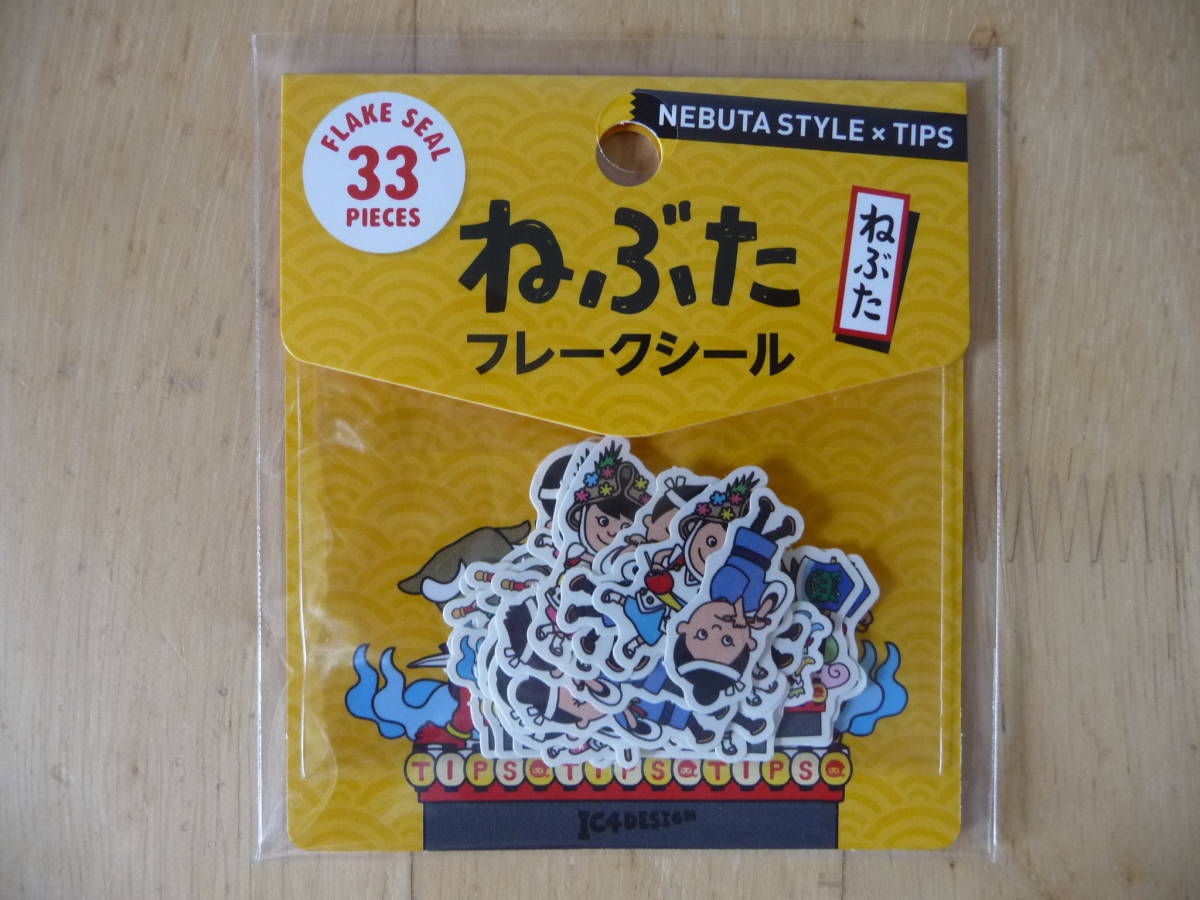 FLAKE SEAL
33
PIECES
NEBUTA STYLE × TIPS
ねぶた
フレークシール
ねぶた
TIPS TIPS TIPS
IC4DESIGN